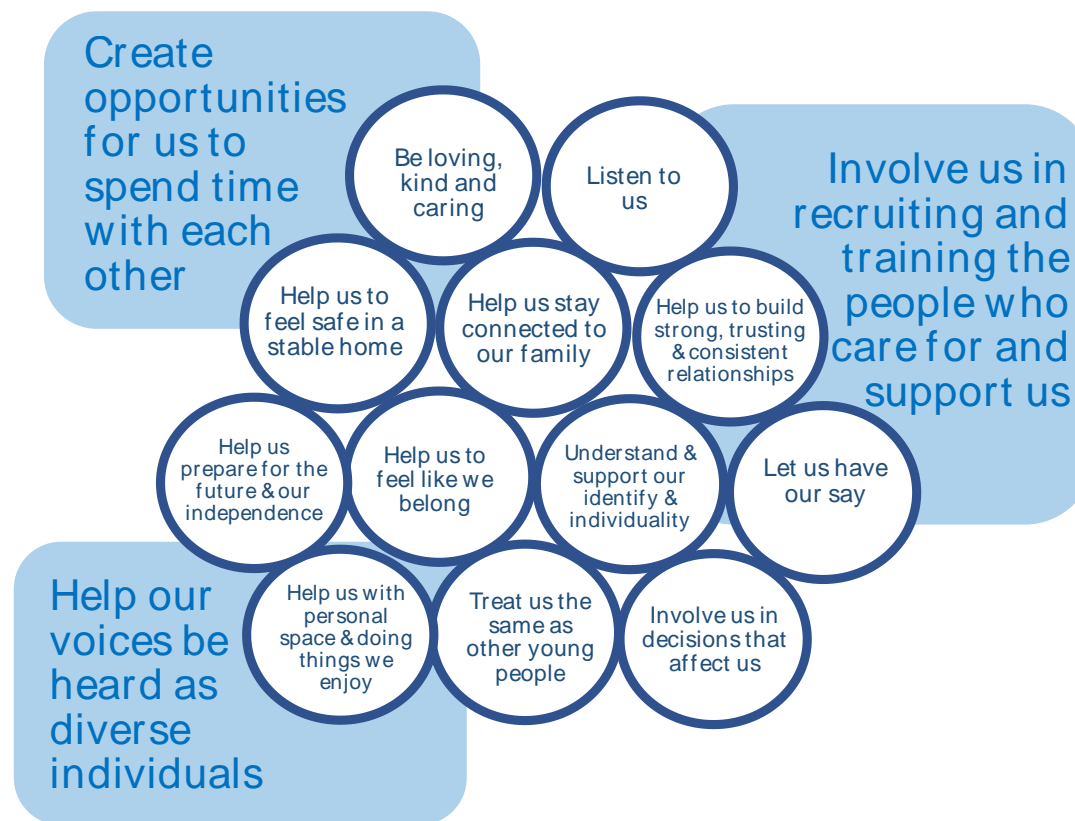 Create
opportunities
for us to
spend time
with each
other
Be loving,
kind and
caring
Listen to
us
Involve us in
recruiting and
training the
people who
care for and
support us
Help us to
feel safe in a
stable home
Help us stay
connected to
our family
Help us to build
strong, trusting
& consistent
relationships
Help us
prepare for the
future & our
independence
Help us to
feel like we
belong
Understand &
support our
identify &
individuality
Let us have
our say
Help our
voices be
heard as
diverse
individuals
Help us with
personal
space & doing
things we
enjoy
Treat us the
same as
other young
people
Involve us in
decisions that
affect us